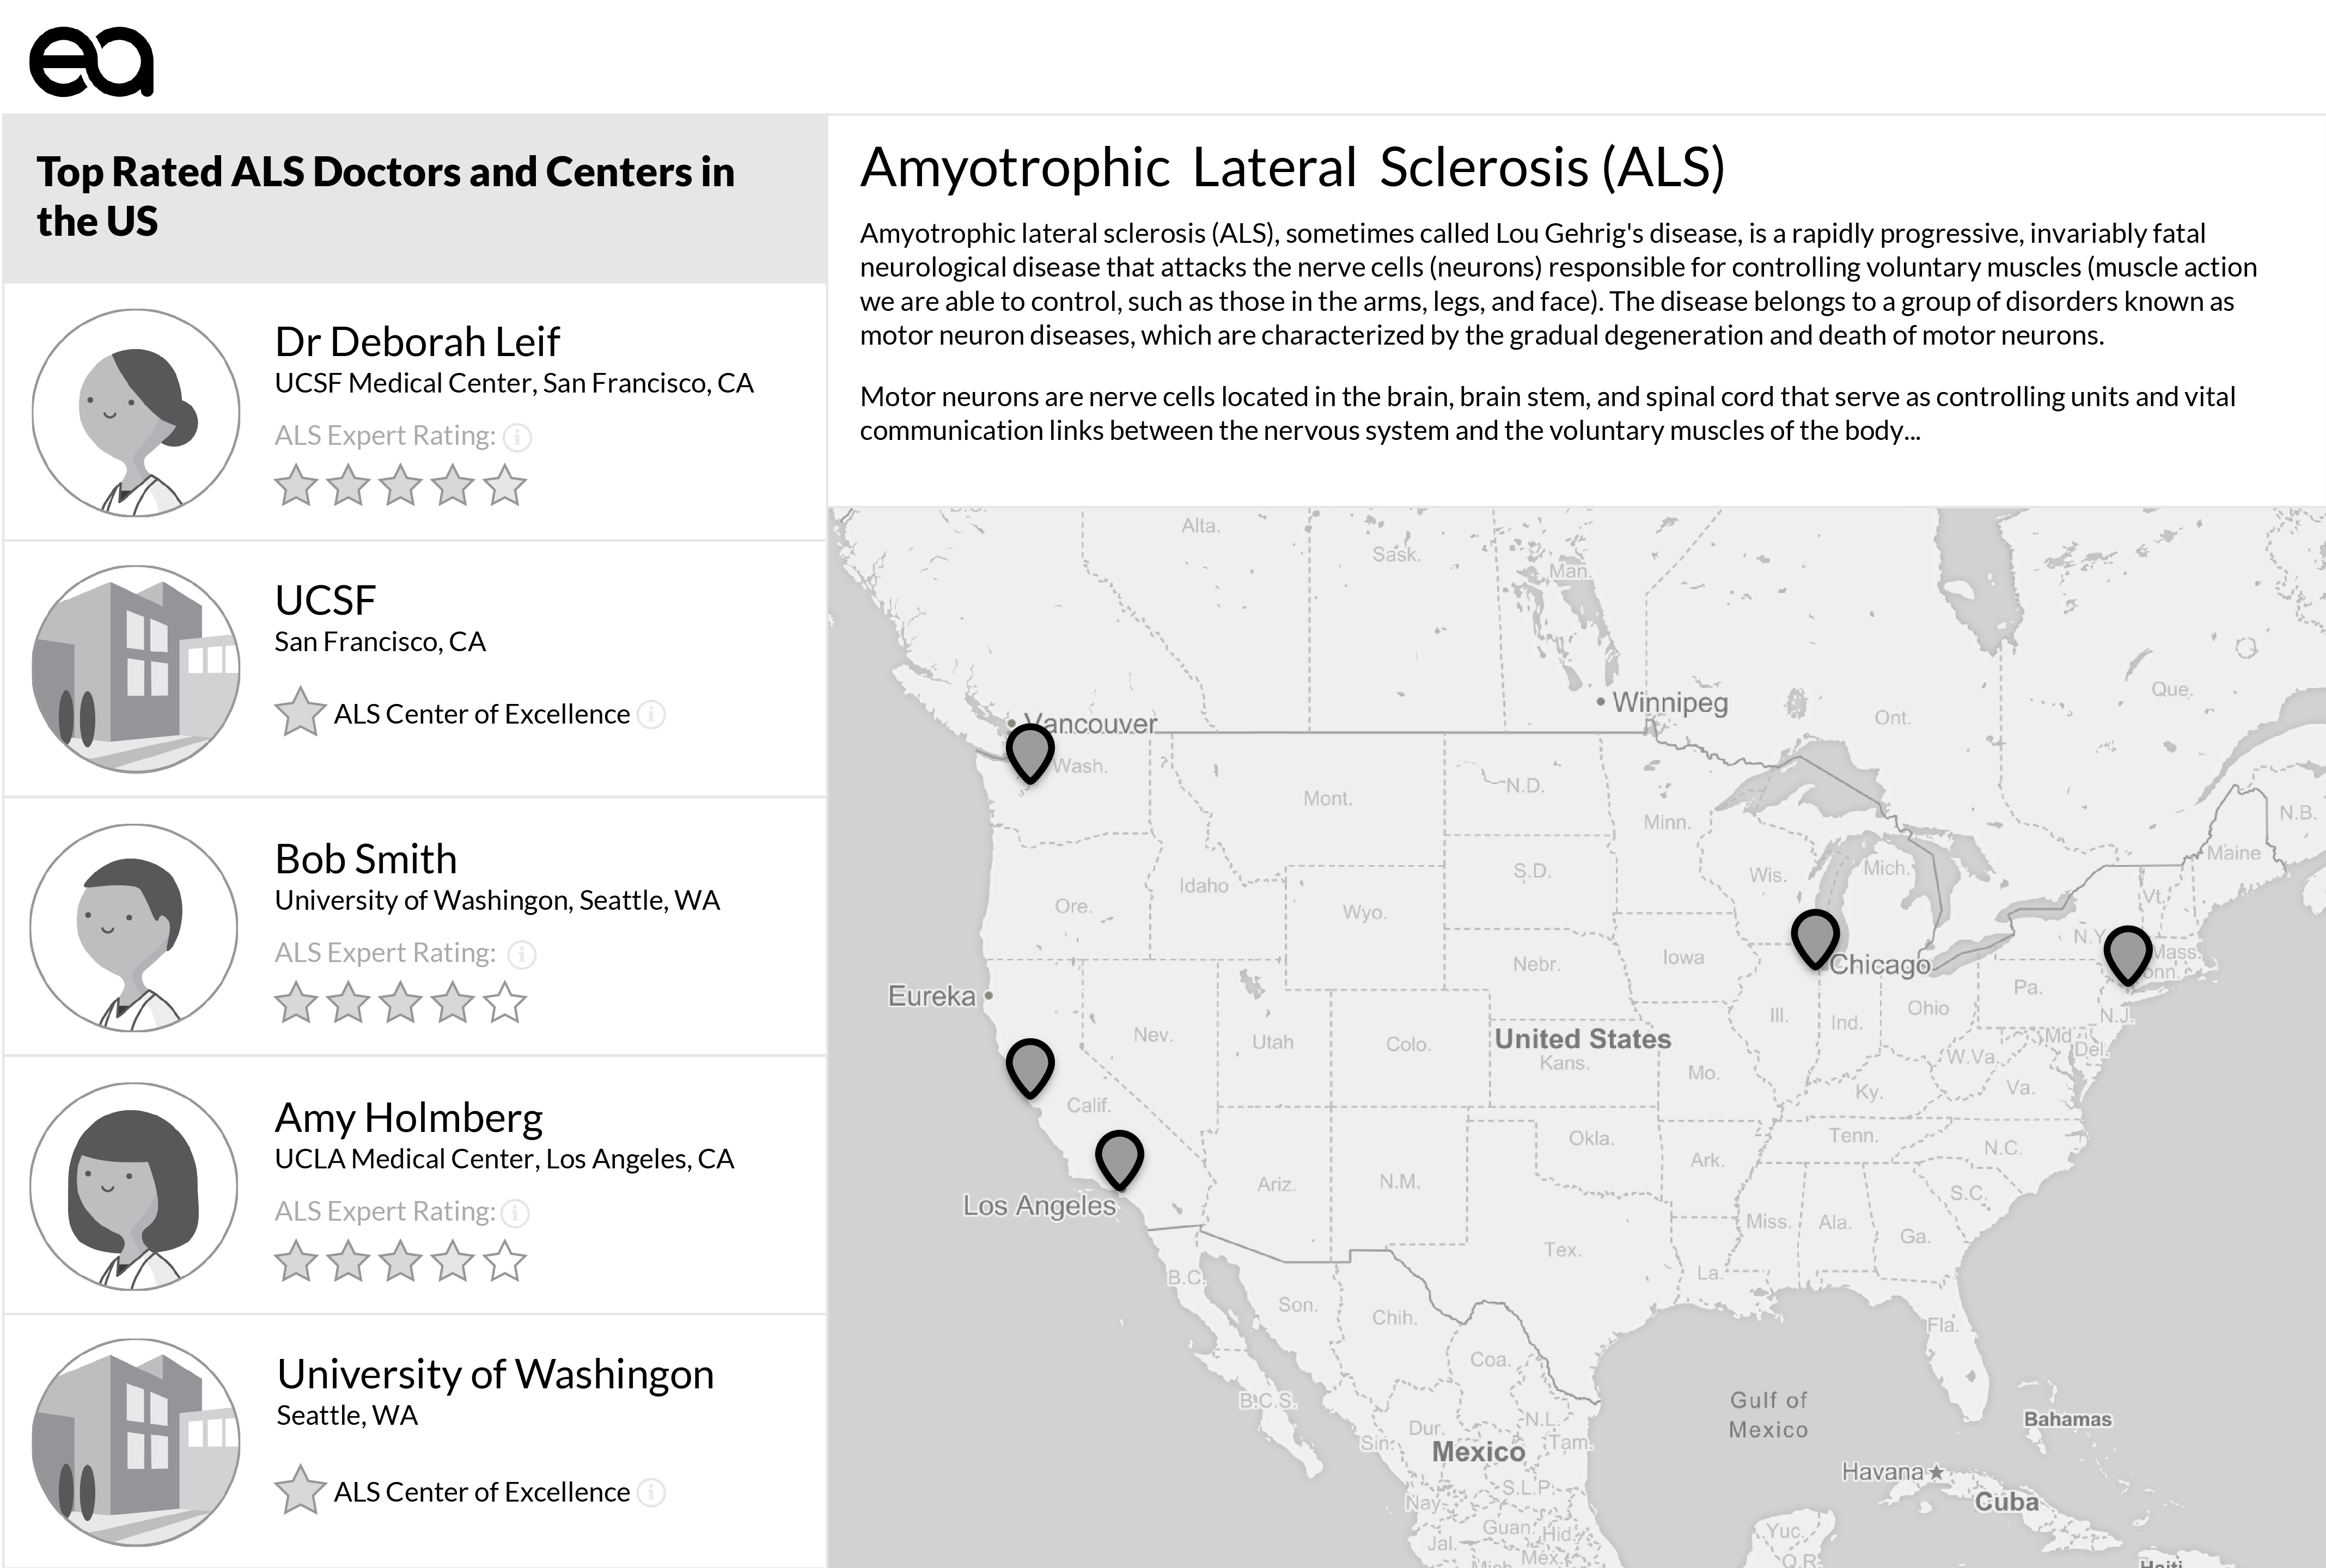 ea
Top Rated ALS Doctors and Centers in
the US
Dr Deborah Leif
UCSF Medical Center, San Francisco, CA
ALS Expert Rating:
UCSF
San Francisco, CA
ALS Center of Excellence
Bob Smith
University of Washingon, Seattle, WA
ALS Expert Rating:
Amy Holmberg
UCLA Medical Center, Los Angeles, CA
ALS Expert Rating:
University of Washingon
Seattle, WA
ALS Center of Excellence
Amyotrophic Lateral Sclerosis (ALS)
Amyotrophic lateral sclerosis (ALS), sometimes called Lou Gehrig's disease, is a rapidly progressive, invariably fatal
neurological disease that attacks the nerve cells (neurons) responsible for controlling voluntary muscles (muscle action
we are able to control, such as those in the arms, legs, and face). The disease belongs to a group of disorders known as
motor neuron diseases, which are characterized by the gradual degeneration and death of motor neurons.
Motor neurons are nerve cells located in the brain, brain stem, and spinal cord that serve as controlling units and vital
communication links between the nervous system and the voluntary muscles of the body...
Alta.
Sask.
Man.
Que.
Winnipeg
Ont.
Vancouver
Wash.
Mont.
N.D.
Minn.
N.B.
Maine
Idaho
S.D.
Wis.
Mich.
Vt.
Ore.
Wyo.
N.Y.
Mass.
Nebr.
Iowa
Chicago
Eureka
Pa.
Nev.
Utah
Colo.
United States
Kans.
Ill.
Ind.
Ohio
N.J.
Md.
Del.
W.Va.
Mo.
Ky.
Va.
Calif.
Okla.
Tenn.
N.C.
Ark.
Los Angeles
Ariz.
N.M.
S.C.
Miss.
Ala.
Ga.
Tex.
La.
B.C.
Son.
Chih.
Fla.
Coa.
B.C.S.
Gulf of
Mexico
Bahamas
Dur.
N.L.
Sin.
Mexico
Tam.
Havana
S.L.P.
Nay.
Cuba
Guan.
Hid.
Yuc.
Jal.
Mich.
Méx.
Q.R.
Haiti